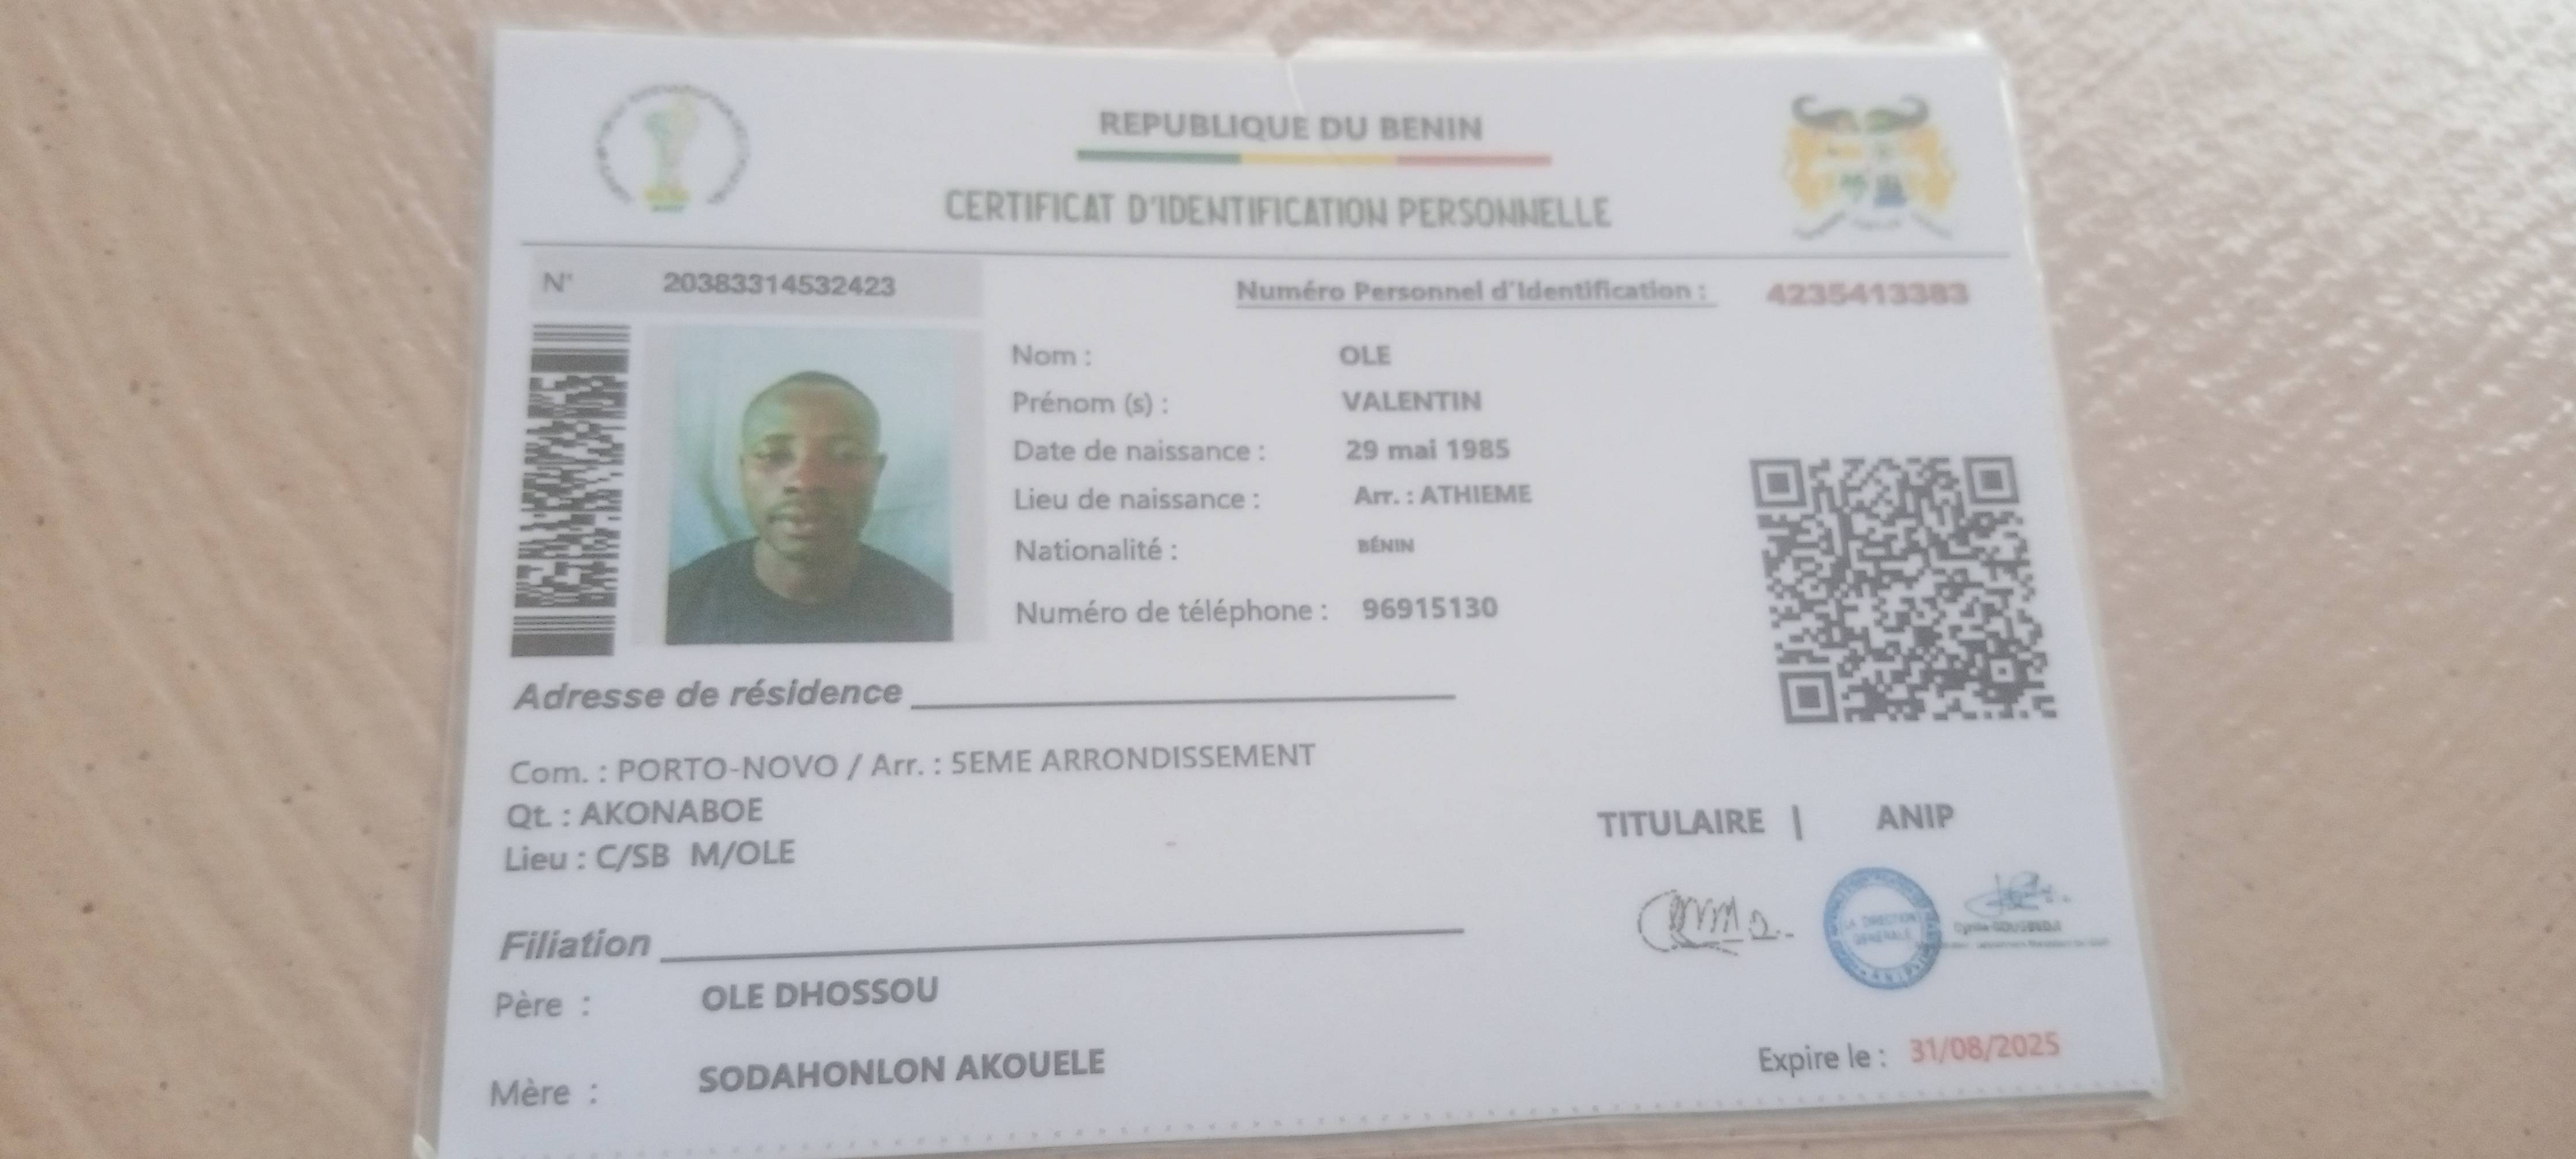 REPUBLIQUE DU BENIN
CERTIFICAT D'IDENTIFICATION PERSONNELLE
N° 20383314532423
Numéro Personnel d'Identification : 4235413383
Nom : OLE
Prénom (s) : VALENTIN
Date de naissance : 29 mai 1985
Lieu de naissance : Arr. : ATHIEME
Nationalité : BÉNIN
Numéro de téléphone : 96915130
Adresse de résidence
Com. : PORTO-NOVO / Arr. : 5EME ARRONDISSEMENT
Qt. : AKONABOE
Lieu : C/SB M/OLE
TITULAIRE | ANIP
LA DIRECTION
GENERALE
Filiation
Père : OLE DHOSSOU
Mère : SODAHONLON AKOUELE
Expire le : 31/08/2025